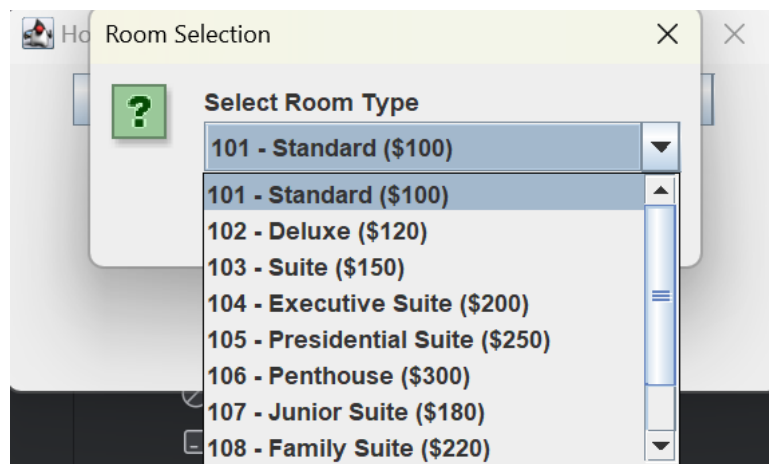 Ho
Room Selection
?
Select Room Type
101 - Standard ($100)
101 - Standard ($100)
102 - Deluxe ($120)
103 - Suite ($150)
104 - Executive Suite ($200)
105 - Presidential Suite ($250)
106 - Penthouse ($300)
107 - Junior Suite ($180)
108 - Family Suite ($220)